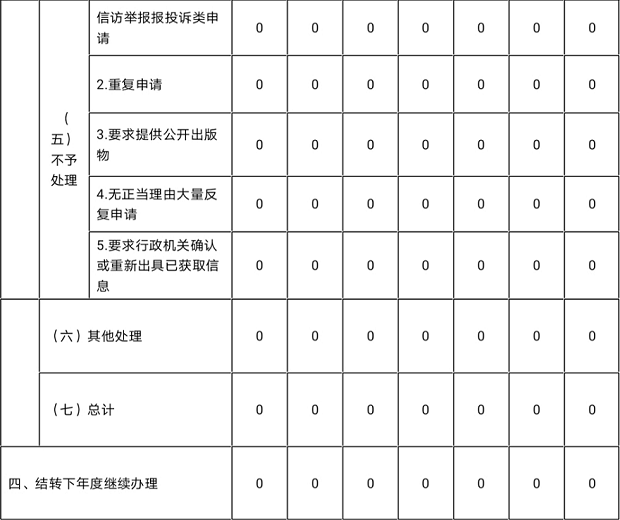 信访举报报投诉类申
请
0 0 0 0 0 0 0
（
五）
不予
处理
2.重复申请
0 0 0 0 0 0 0
3.要求提供公开出版
物
0 0 0 0 0 0 0
4.无正当理由大量反
复申请
0 0 0 0 0 0 0
5.要求行政机关确认
或重新出具已获取信
息
0 0 0 0 0 0 0
（六）其他处理
0 0 0 0 0 0 0
（七）总计
0 0 0 0 0 0 0
四、结转下年度继续办理
0 0 0 0 0 0 0